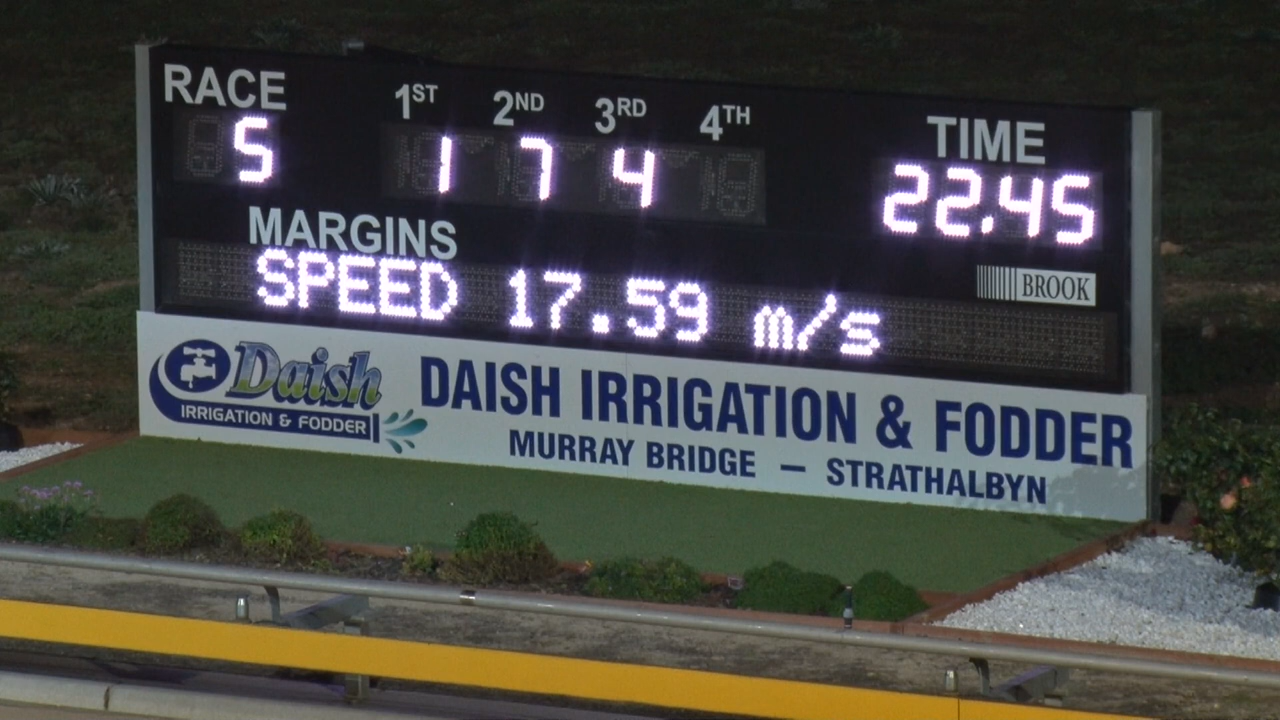 RACE 1ST 2ND 3RD 4TH TIME
5 1 7 4 22.45
MARGINS
SPEED 17.59 m/s
BROOK
Daish
IRRIGATION & FODDER
DAISH IRRIGATION & FODDER
MURRAY BRIDGE – STRATHALBYN